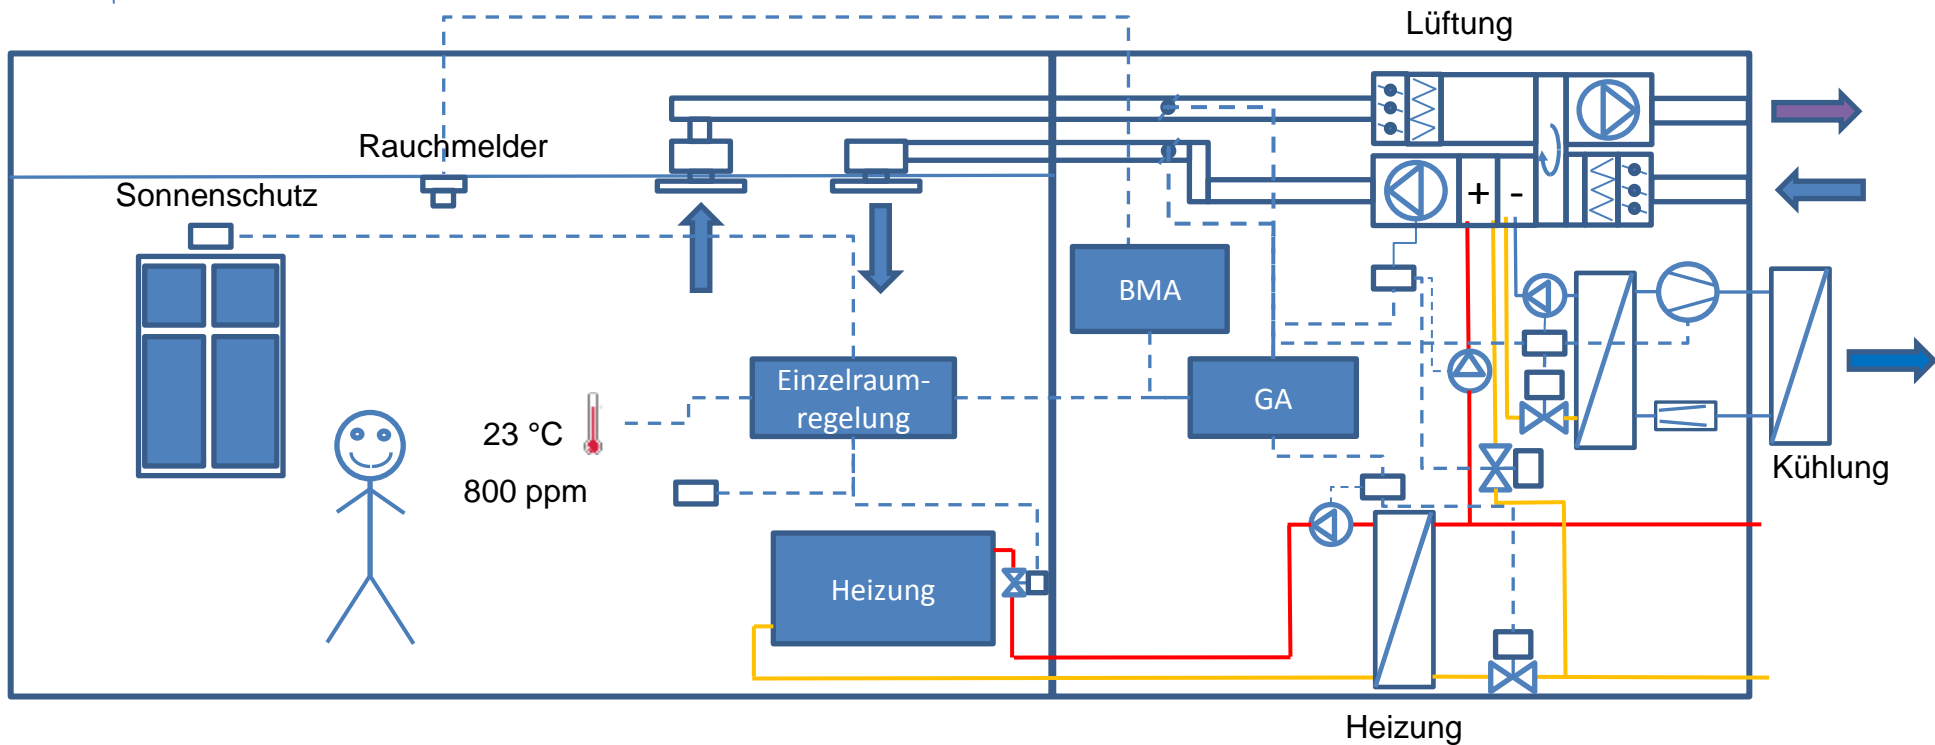 Lüftung
Rauchmelder
Sonnenschutz
+ -
BMA
Einzelraum-
regelung
GA
23 °C
800 ppm
Kühlung
Heizung
Heizung